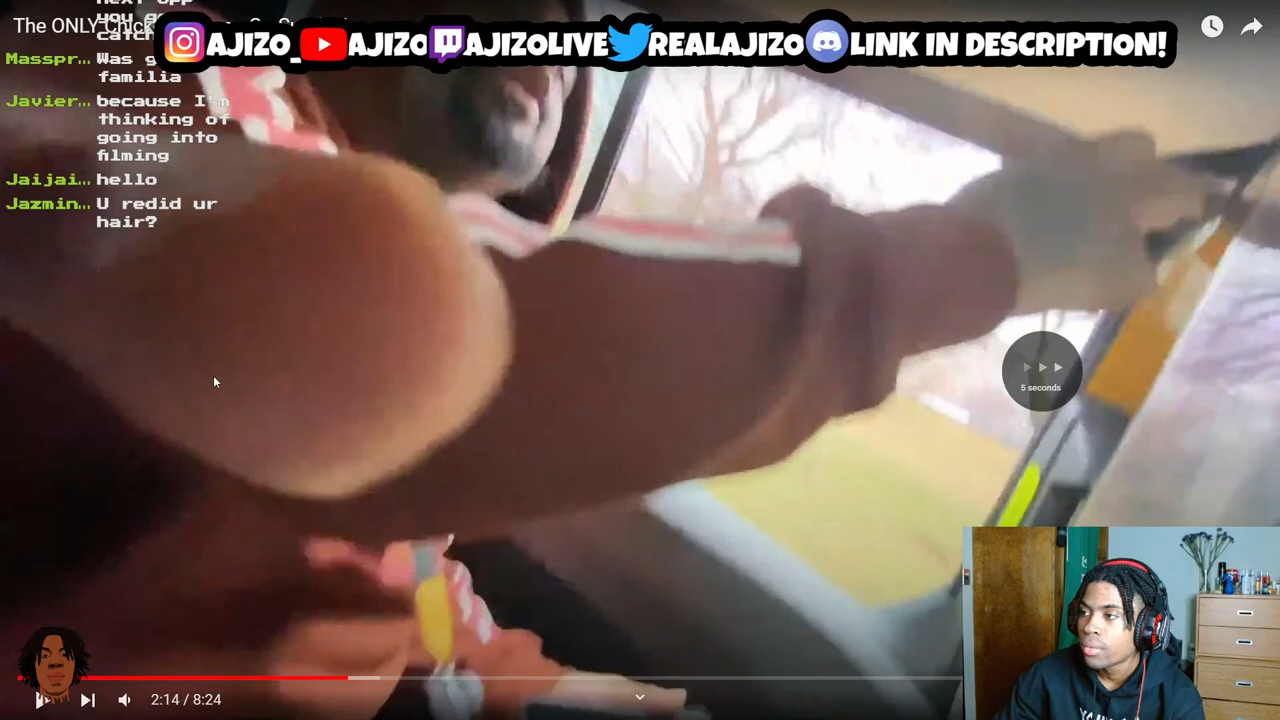 The ONLY
AJIZO_ AJIZO AJIZOLIVE REALAJIZO LINK IN DESCRIPTION!
Masspr... Was g
familia
Javier... because I'm
thinking of
going into
filming
Jaijai... hello
Jazmin... U redid ur
hair?
5 seconds
2:14 / 8:24